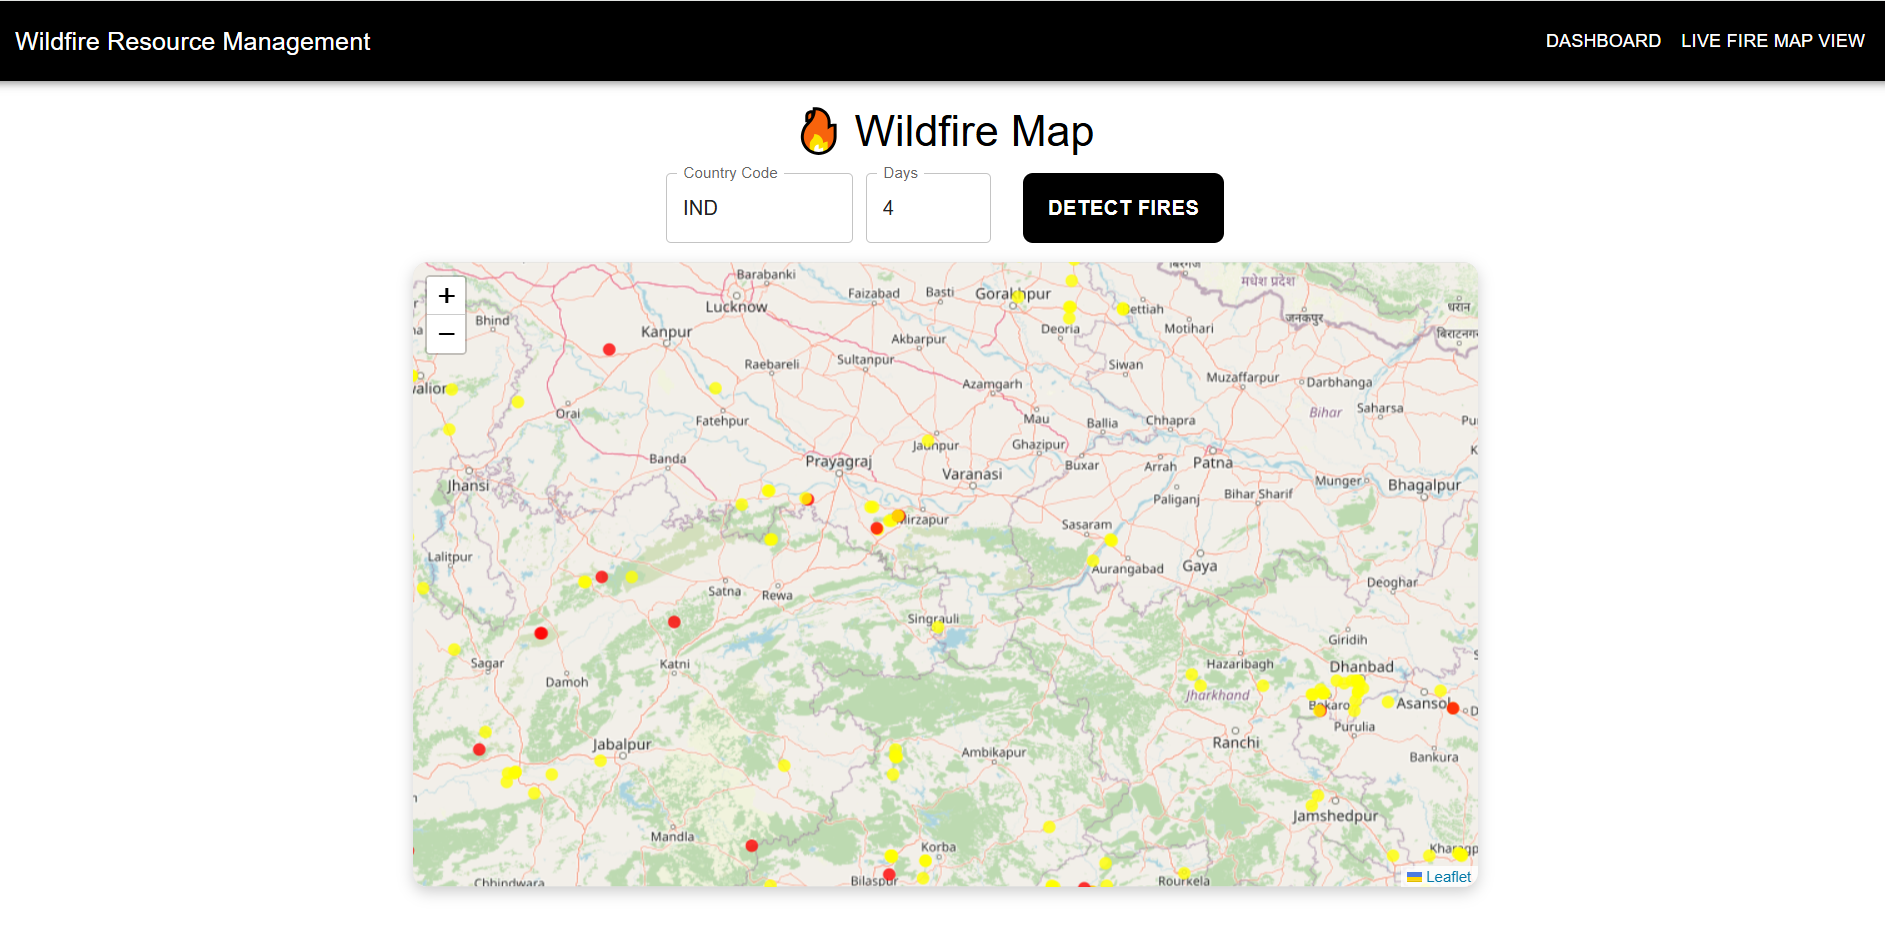 Wildfire Resource Management
DASHBOARD LIVE FIRE MAP VIEW
Wildfire Map
Country Code
IND
Days
4
DETECT FIRES
+
−
Barabanki
Lucknow
Faizabad
Basti
Gorakhpur
मधेश प्रदेश
धरान
Bhind
Kanpur
Deoria
Bettiah
Motihari
जनकपुर
Akbarpur
Raebareli
Sultanpur
Siwan
Azamgarh
Muzaffarpur
Darbhanga
walior
Orai
Fatehpur
Mau
Ballia
Chhapra
Bihar
Saharsa
Jaunpur
Ghazipur
Banda
Prayagraj
Varanasi
Buxar
Arrah
Patna
Jhansi
Munger
Bhagalpur
Paliganj
Bihar Sharif
Mirzapur
Sasaram
Lalitpur
Aurangabad
Gaya
Deoghar
Satna
Rewa
Singrauli
Giridih
Sagar
Katni
Hazaribagh
Dhanbad
Damoh
Jharkhand
Bokaro
Asansol
Purulia
Jabalpur
Ambikapur
Ranchi
Bankura
Mandla
Jamshedpur
Korba
Kharagp
Chhindwara
Bilaspur
Rourkela
Leaflet